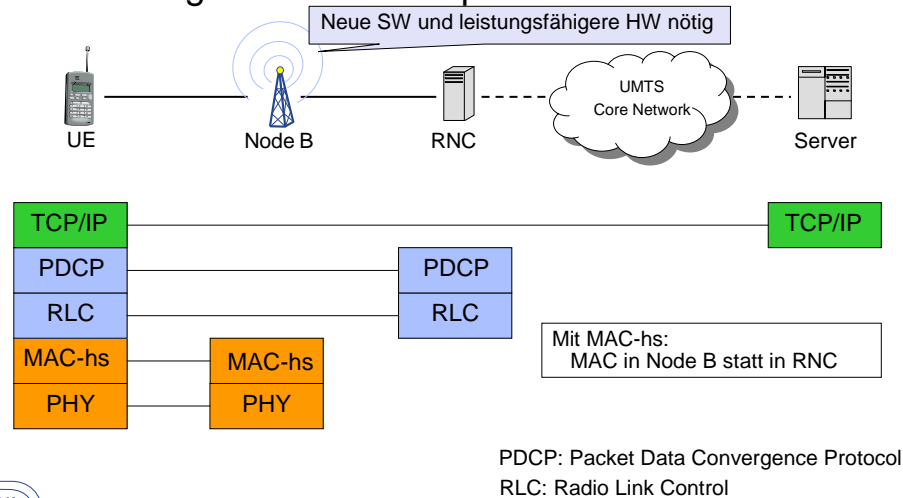 Neue SW und leistungsfähigere HW nötig
UMTS
Core Network
UE
Node B
RNC
Server
TCP/IP
TCP/IP
PDCP
PDCP
RLC
RLC
MAC-hs
MAC-hs
PHY
PHY
Mit MAC-hs:
MAC in Node B statt in RNC
PDCP: Packet Data Convergence Protocol
RLC: Radio Link Control